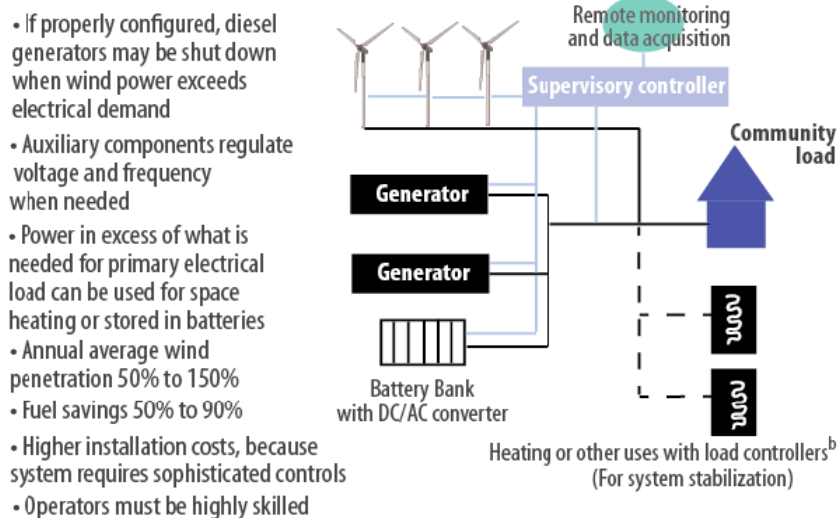 • If properly configured, diesel
generators may be shut down
when wind power exceeds
electrical demand
• Auxiliary components regulate
voltage and frequency
when needed
• Power in excess of what is
needed for primary electrical
load can be used for space
heating or stored in batteries
• Annual average wind
penetration 50% to 150%
• Fuel savings 50% to 90%
• Higher installation costs, because
system requires sophisticated controls
• Operators must be highly skilled
Remote monitoring
and data acquisition
Supervisory controller
Community
load
Generator
Generator
Battery Bank
with DC/AC converter
Heating or other uses with load controllersᵇ
(For system stabilization)